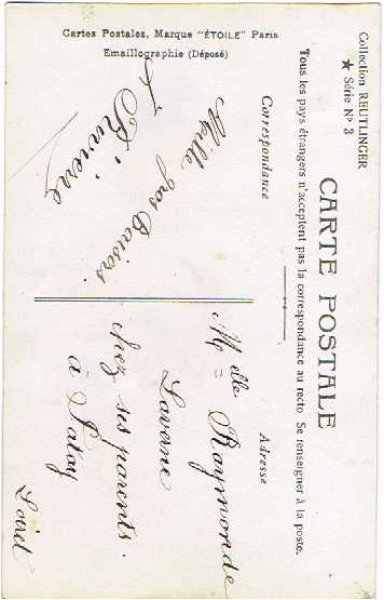 Collection REUTLINGER
★ Série Nº 3
CARTE POSTALE
Tous les pays étrangers n'acceptent pas la correspondance au recto Se renseigner à la poste.
Correspondance
Mille
gros Baisers.
Adresse
Melle Raymonde
Laverne
chez ses parents.
à Patay
Loiret
Cartes Postales, Marque "ÉTOILE" Paris
Emaillographie (Déposé)